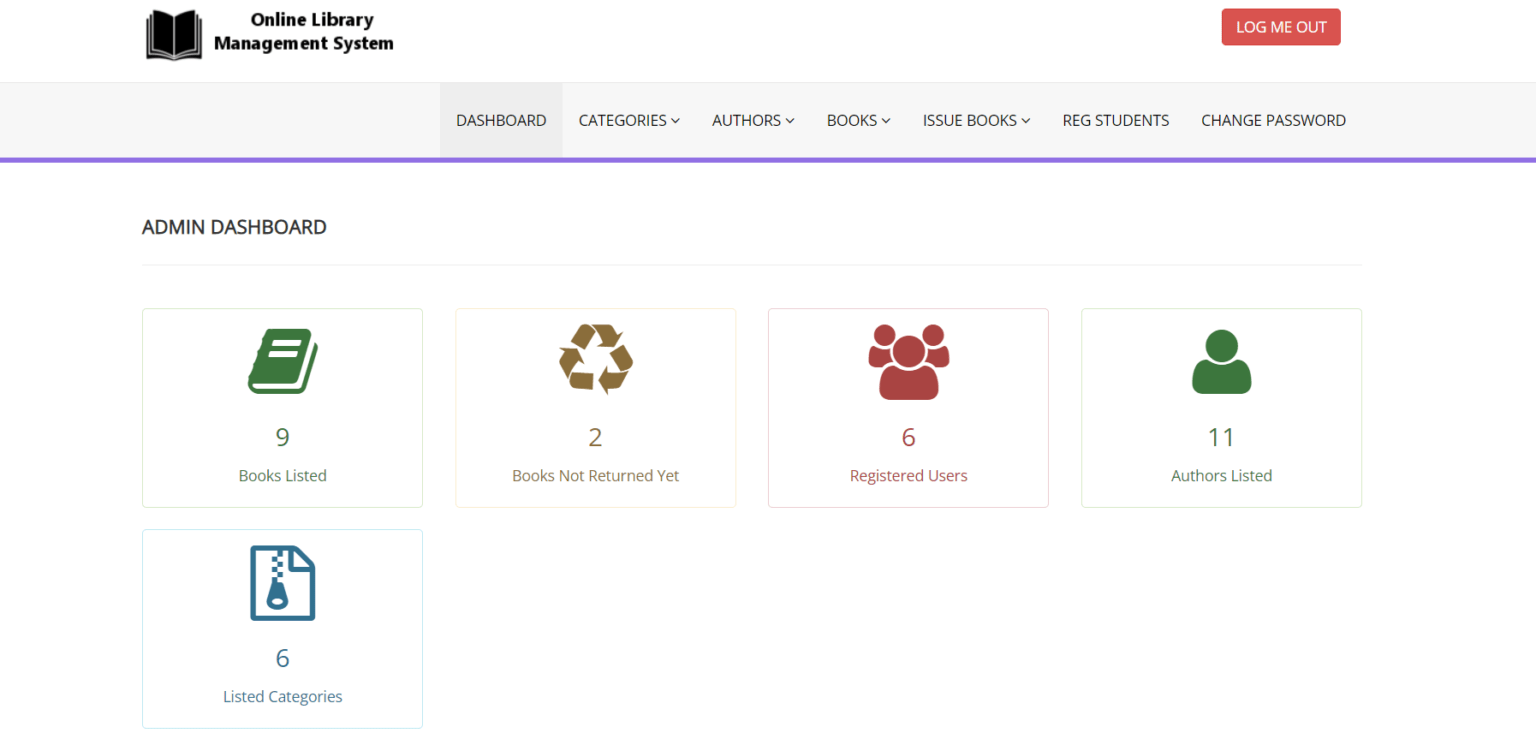 Online Library
Management System
LOG ME OUT
DASHBOARD CATEGORIES AUTHORS BOOKS ISSUE BOOKS REG STUDENTS CHANGE PASSWORD
ADMIN DASHBOARD
9
Books Listed
2
Books Not Returned Yet
6
Registered Users
11
Authors Listed
6
Listed Categories